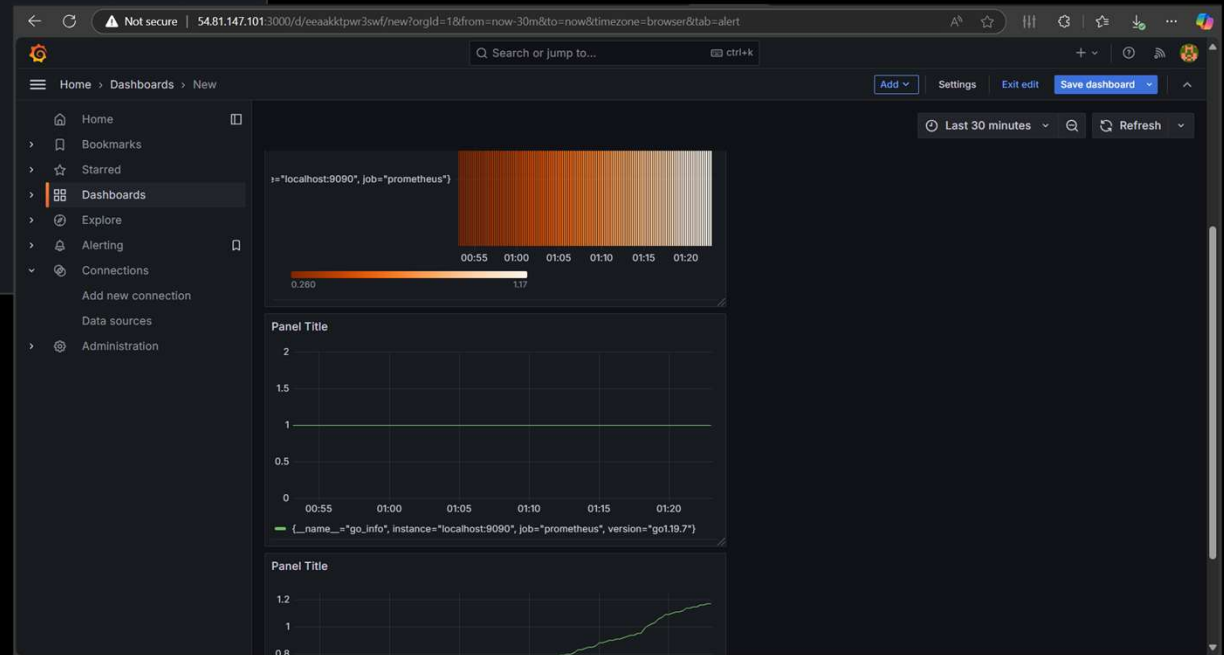 Not secure | 54.81.147.101:3000/d/eeaakktpwr3swf/new?orgId=1&from=now-30m&to=now&timezone=browser&tab=alert
Search or jump to... ctrl+k
Home > Dashboards > New
Add
Settings
Exit edit
Save dashboard
Home
Bookmarks
Starred
Dashboards
Explore
Alerting
Connections
Add new connection
Data sources
Administration
Last 30 minutes
Refresh
="localhost:9090", job="prometheus"}
00:55 01:00 01:05 01:10 01:15 01:20
0.260 1.17
Panel Title
2
1.5
1
0.5
0
00:55 01:00 01:05 01:10 01:15 01:20
{__name__="go_info", instance="localhost:9090", job="prometheus", version="go1.19.7"}
Panel Title
1.2
1
0.8